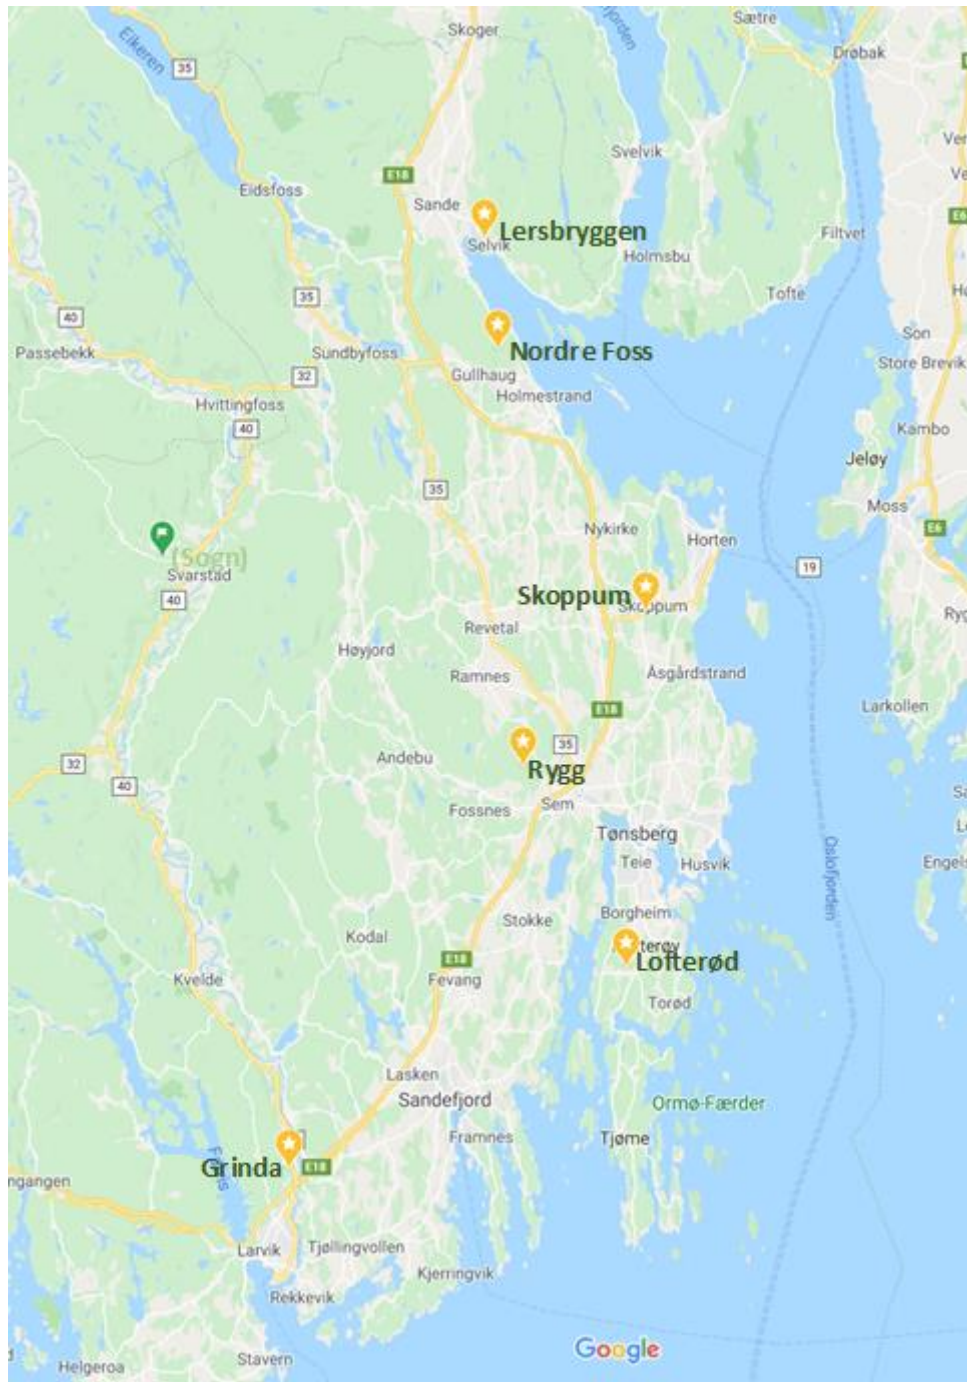 Skoger
Sætre
Eikeren
35
Drøbak
Svelvik
E18
Eidsfoss
Sande
Lersbryggen
Selvik
E6
Filtvet
Holmsbu
35
Tofte
40
Son
Passebekk
Sundbyfoss
Nordre Foss
Store Brevik
32
Gullhaug
Hvittingfoss
Holmestrand
40
Kambo
Jeløy
35
Moss
Nykirke
Horten
E6
(Sogn)
Svarstad
19
40
Skoppum
Skoppum
Revetal
Høyjord
Ramnes
Åsgårdstrand
Larkollen
E18
35
Andebu
32
Rygg
40
Fossnes
Sem
Tønsberg
Teie
Husvik
Oslofjorden
Stokke
Borgheim
Kodal
terøy
Lofterød
E18
Kvelde
Fevang
Torød
Lasken
Sandefjord
Ormø-Færder
Framnes
Tjøme
Grinda
E18
ngangen
Larvik
Tjøllingvollen
Kjerringvik
Rekkevik
Google
Stavern
Helgeroa